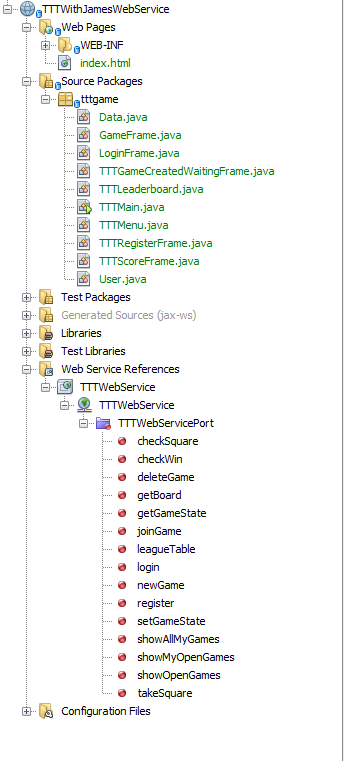 TTTWithJamesWebService
Web Pages
WEB-INF
index.html
Source Packages
tttgame
Data.java
GameFrame.java
LoginFrame.java
TTTGameCreatedWaitingFrame.java
TTTLeaderboard.java
TTTMain.java
TTTMenu.java
TTTRegisterFrame.java
TTTScoreFrame.java
User.java
Test Packages
Generated Sources (jax-ws)
Libraries
Test Libraries
Web Service References
TTTWebService
TTTWebService
TTTWebServicePort
checkSquare
checkWin
deleteGame
getBoard
getGameState
joinGame
leagueTable
login
newGame
register
setGameState
showAllMyGames
showMyOpenGames
showOpenGames
takeSquare
Configuration Files